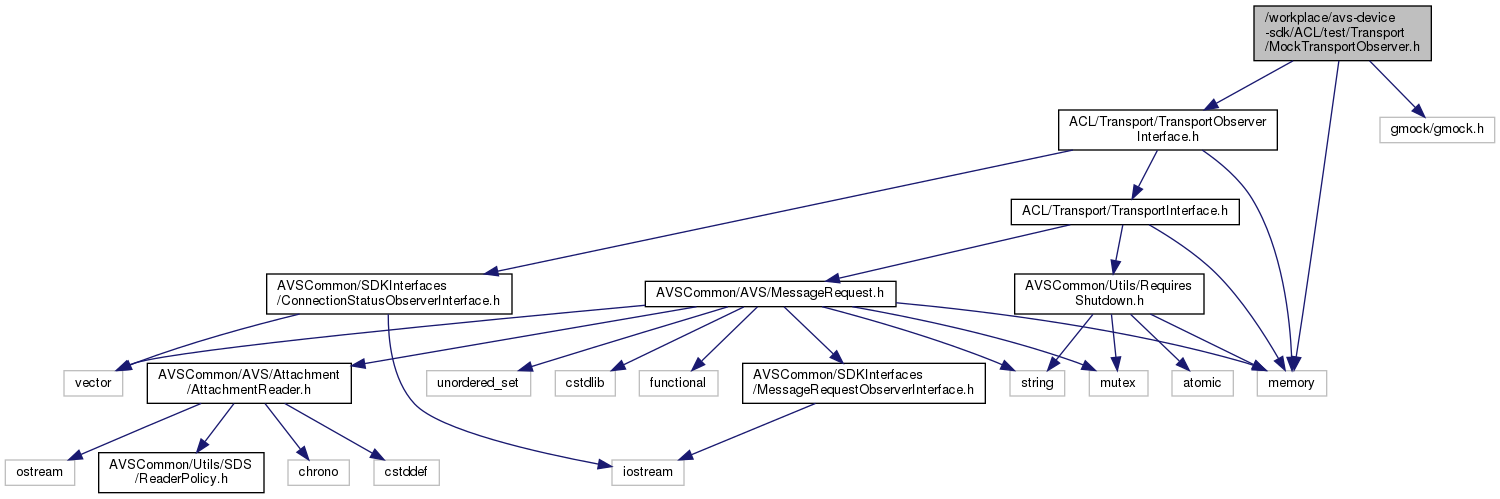 /workplace/avs-device
-sdk/ACL/test/Transport
/MockTransportObserver.h
ACL/Transport/TransportObserver
Interface.h
gmock/gmock.h
ACL/Transport/TransportInterface.h
AVSCommon/SDKInterfaces
/ConnectionStatusObserverInterface.h
AVSCommon/AVS/MessageRequest.h
AVSCommon/Utils/Requires
Shutdown.h
vector
AVSCommon/AVS/Attachment
/AttachmentReader.h
unordered_set
cstdlib
functional
AVSCommon/SDKInterfaces
/MessageRequestObserverInterface.h
string
mutex
atomic
memory
ostream
AVSCommon/Utils/SDS
/ReaderPolicy.h
chrono
cstddef
iostream